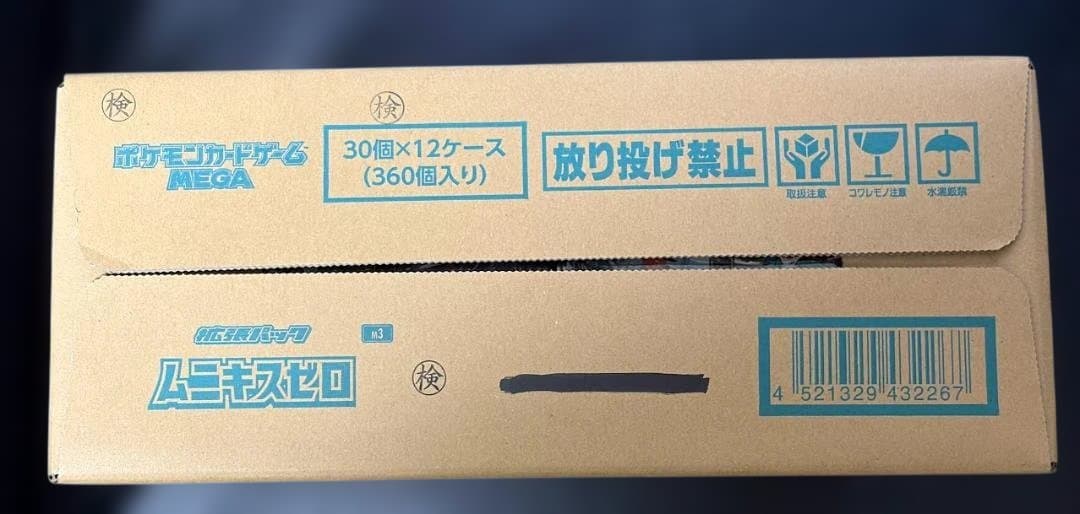 検
検
ポケモンカードゲーム
MEGA
30個×12ケース
(360個入り)
放り投げ禁止
取扱注意
コワレモノ注意
水濡厳禁
拡張パック
M3
ムニキスゼロ
検
4 521329 432267